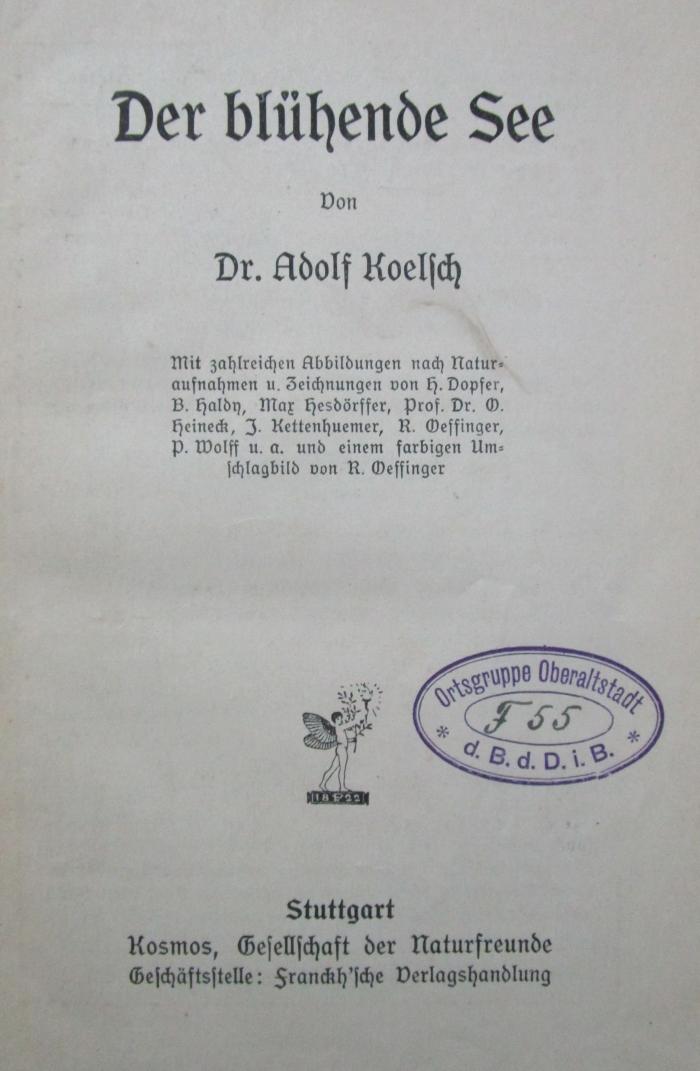 Der blühende See
Von
Dr. Adolf Koelsch
Mit zahlreichen Abbildungen nach Natur-
aufnahmen u. Zeichnungen von H. Dopfer,
B. Haldy, Max Hesdörffer, Prof. Dr. O.
Heineck, J. Kettenhuemer, R. Oeffinger,
P. Wolff u. a. und einem farbigen Um-
schlagbild von R. Oeffinger
Ortsgruppe Oberaltstadt
F 55
* d. B. d. D. i. B. *
18 22
Stuttgart
Kosmos, Gesellschaft der Naturfreunde
Geschäftsstelle: Franckh'sche Verlagshandlung